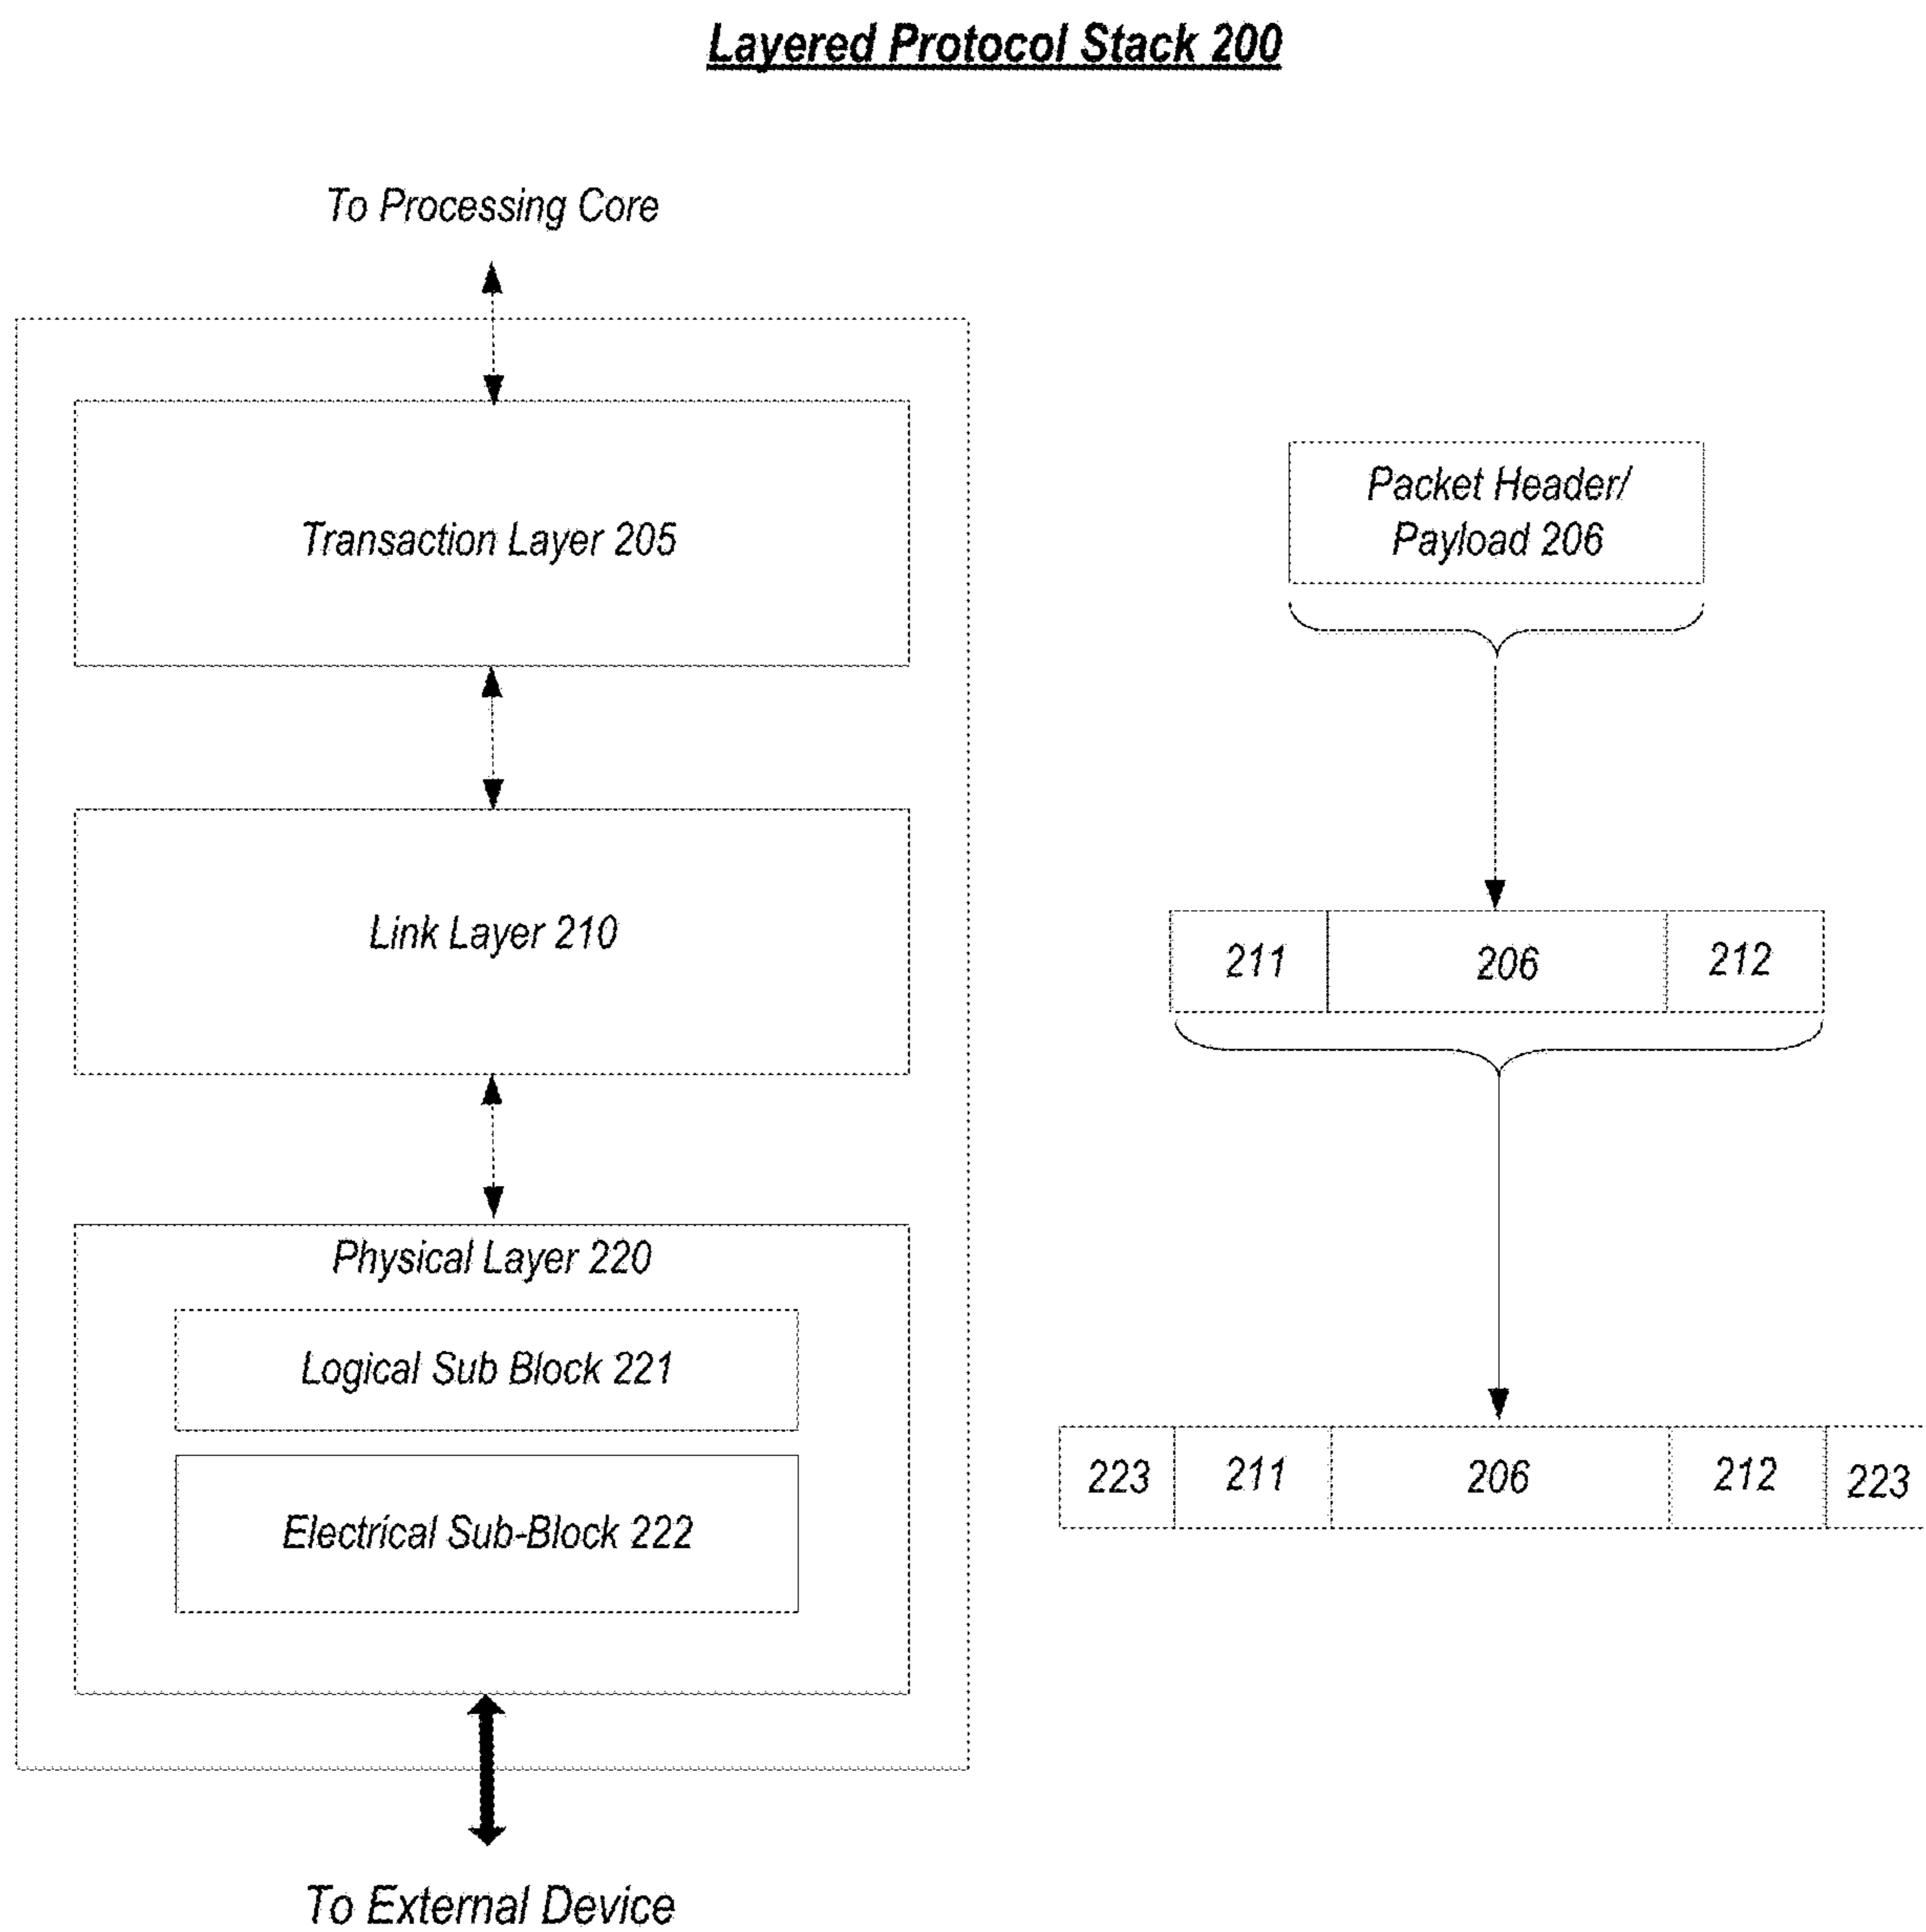 Layered Protocol Stack 200
To Processing Core
Transaction Layer 205
Packet Header/
Payload 206
Link Layer 210
211 206 212
Physical Layer 220
Logical Sub Block 221
Electrical Sub-Block 222
223 211 206 212 223
To External Device